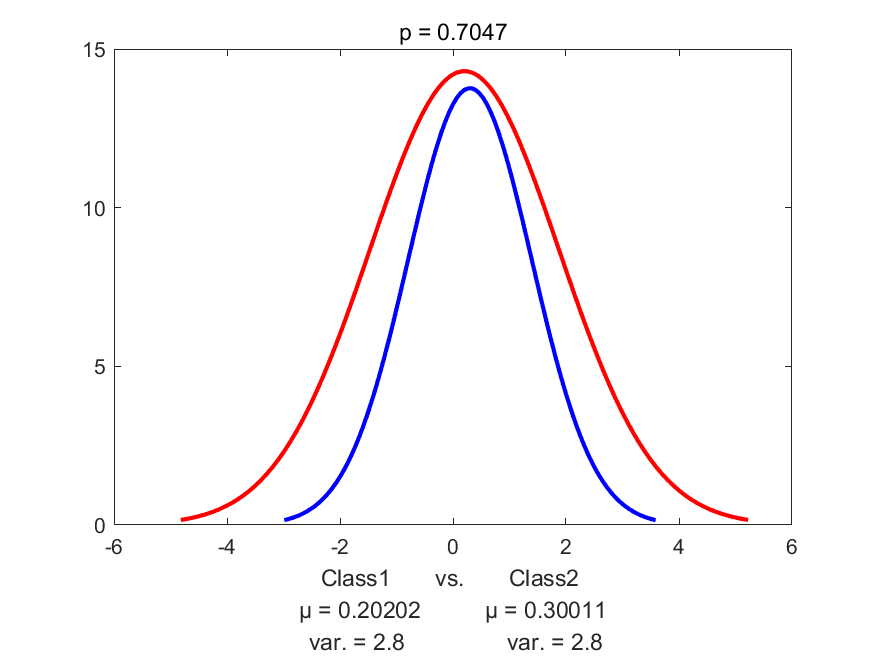 p = 0.7047
15
10
5
0
-6 -4 -2 0 2 4 6
Class1 vs. Class2
μ = 0.20202 μ = 0.30011
var. = 2.8 var. = 2.8